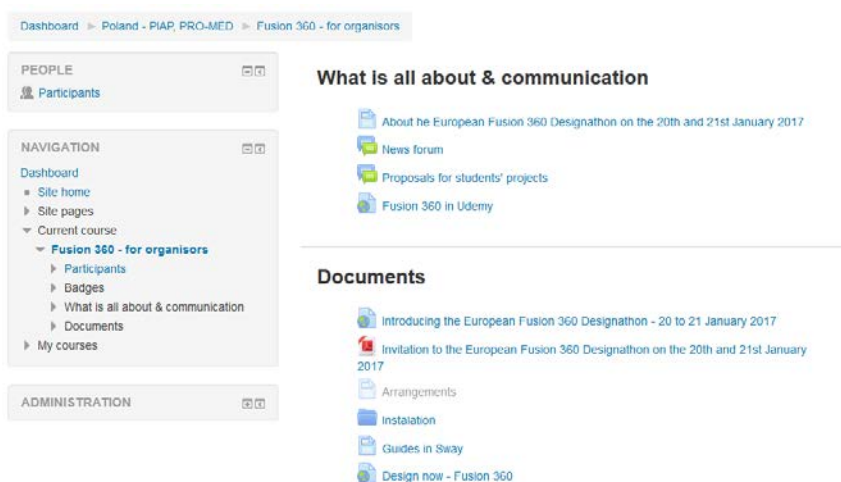 Dashboard ► Poland - PIAP, PRO-MED ► Fusion 360 - for organisors
PEOPLE
Participants
NAVIGATION
Dashboard
Site home
Site pages
Current course
Fusion 360 - for organisors
Participants
Badges
What is all about & communication
Documents
My courses
ADMINISTRATION
What is all about & communication
About he European Fusion 360 Designathon on the 20th and 21st January 2017
News forum
Proposals for students' projects
Fusion 360 in Udemy
Documents
Introducing the European Fusion 360 Designathon - 20 to 21 January 2017
Invitation to the European Fusion 360 Designathon on the 20th and 21st January
2017
Arrangements
Instalation
Guides in Sway
Design now - Fusion 360